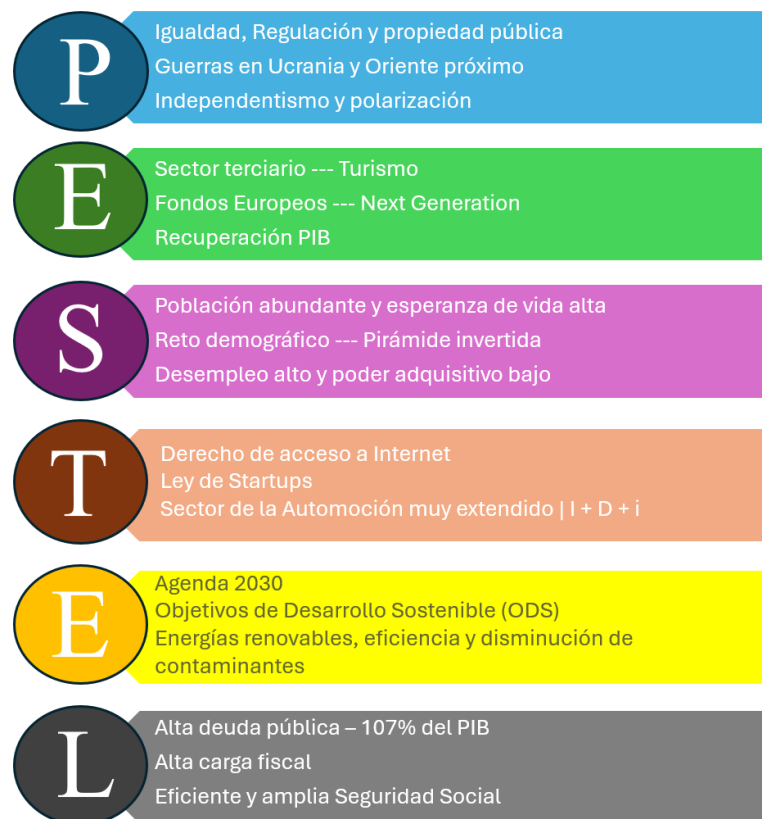 P
Igualdad, Regulación y propiedad pública
Guerras en Ucrania y Oriente próximo
Independentismo y polarización
E
Sector terciario --- Turismo
Fondos Europeos --- Next Generation
Recuperación PIB
S
Población abundante y esperanza de vida alta
Reto demográfico --- Pirámide invertida
Desempleo alto y poder adquisitivo bajo
T
Derecho de acceso a Internet
Ley de Startups
Sector de la Automoción muy extendido | I + D + i
E
Agenda 2030
Objetivos de Desarrollo Sostenible (ODS)
Energías renovables, eficiencia y disminución de
contaminantes
L
Alta deuda pública – 107% del PIB
Alta carga fiscal
Eficiente y amplia Seguridad Social